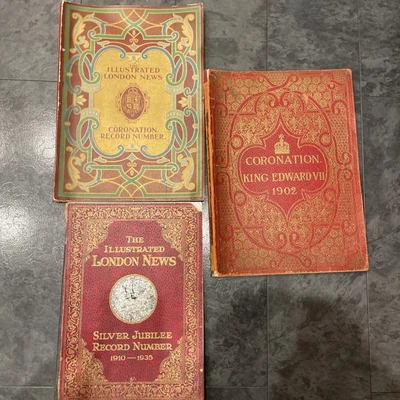 THE
ILLUSTRATED
LONDON NEWS
CORONATION
RECORD NUMBER
CORONATION
KING EDWARD VII
1902
THE
ILLUSTRATED
LONDON NEWS
SILVER JUBILEE
RECORD NUMBER
1910—1935